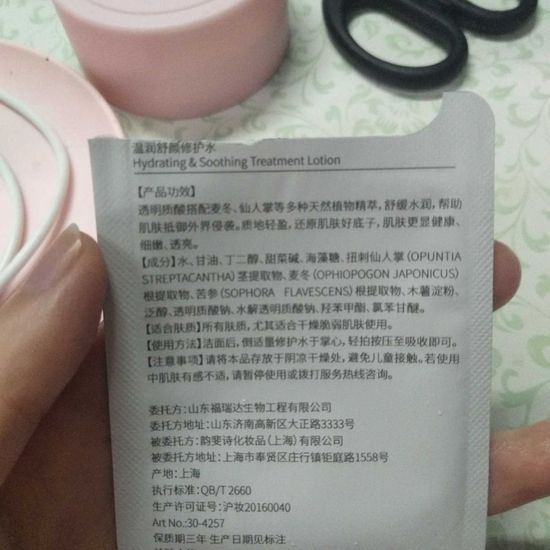 温润舒颜修护水
Hydrating & Soothing Treatment Lotion
【产品功效】
透明质酸搭配麦冬、仙人掌等多种天然植物精萃，舒缓水润，帮助
肌肤抵御外界侵袭。质地轻盈，还原肌肤好底子，肌肤更显健康、
细嫩、透亮。
【成分】水、甘油、丁二醇、甜菜碱、海藻糖、扭刺仙人掌(OPUNTIA
STREPTACANTHA)茎提取物、麦冬(OPHIOPOGON JAPONICUS)
根提取物、苦参(SOPHORA FLAVESCENS)根提取物、木薯淀粉、
泛醇、透明质酸钠、水解透明质酸钠、羟苯甲酯、氯苯甘醚。
【适合肤质】所有肤质，尤其适合干燥脆弱肌肤使用。
【使用方法】洁面后，倒适量修护水于掌心，轻拍按压至吸收即可。
【注意事项】请将本品存放于阴凉干燥处，避免儿童接触。若使用
中肌肤有感不适，请暂停使用或拨打服务热线咨询。
委托方：山东福瑞达生物工程有限公司
委托方地址：山东济南高新区大正路3333号
被委托方：韵斐诗化妆品(上海)有限公司
被委托方地址：上海市奉贤区庄行镇钜庭路1558号
产地：上海
执行标准：QB/T 2660
生产许可证号：沪妆20160040
Art No.:30-4257
保质期三年 生产日期见标注